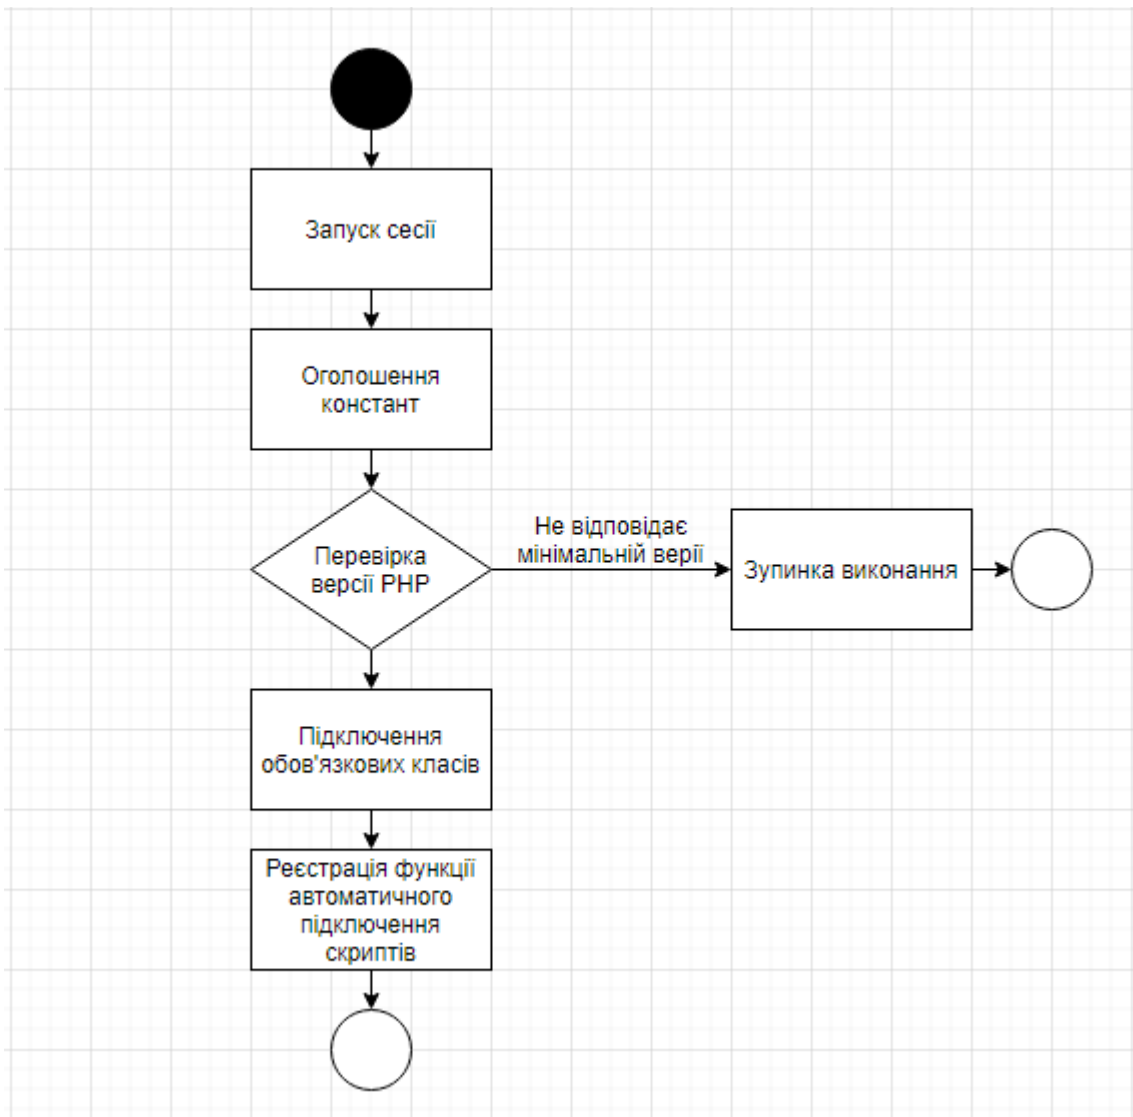 Запуск сесії
Оголошення
констант
Перевірка
версії PHP
Не відповідає
мінімальній верії
Зупинка виконання
Підключення
обов'язкових класів
Реєстрація функції
автоматичного
підключення
скриптів